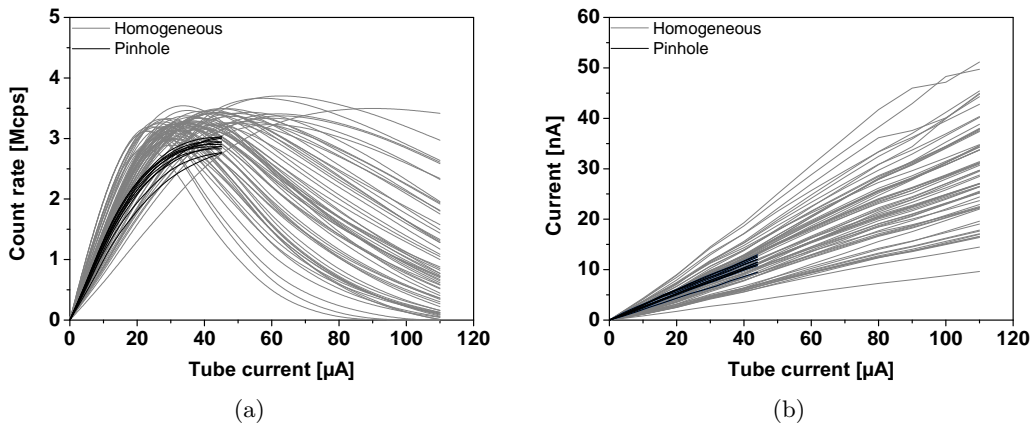 5
4
3
2
1
0
Count rate [Mcps]
Homogeneous
Pinhole
0 20 40 60 80 100 120
Tube current [µA]
(a)
60
50
40
30
20
10
0
Current [nA]
Homogeneous
Pinhole
0 20 40 60 80 100 120
Tube current [µA]
(b)